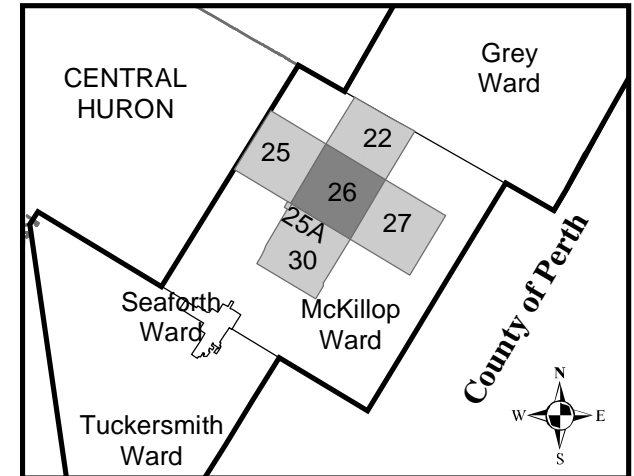 Grey
Ward
CENTRAL
HURON
22
25
26
27
25A
30
Seaforth
Ward
McKillop
Ward
County of Perth
Tuckersmith
Ward
N
W
E
S